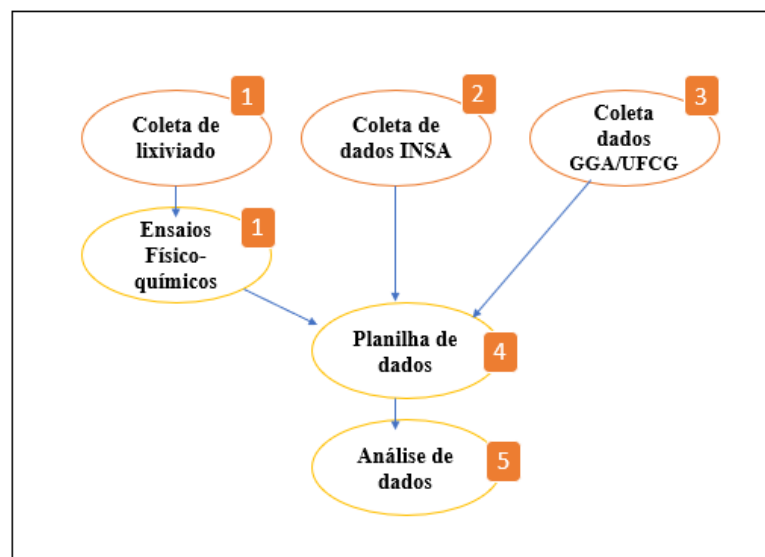 1
Coleta de
lixiviado
2
Coleta de
dados INSA
3
Coleta
dados
GGA/UFCG
1
Ensaios
Físico-
químicos
Planilha de
dados
4
Análise de
dados
5